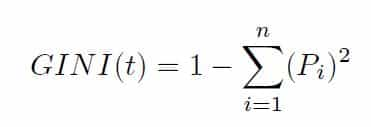 GINI(t) = 1 − ∑_{i=1}^{n} (P_i)^2